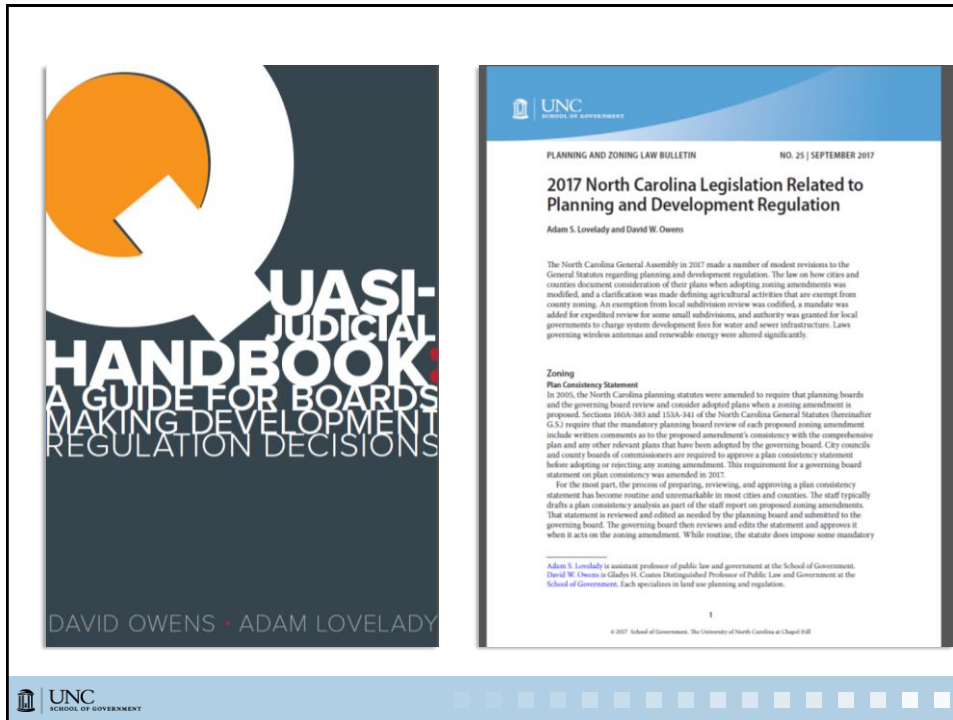 QUASI-
JUDICIAL
HANDBOOK:
A GUIDE FOR BOARDS
MAKING DEVELOPMENT
REGULATION DECISIONS
DAVID OWENS • ADAM LOVELADY
UNC
SCHOOL OF GOVERNMENT
PLANNING AND ZONING LAW BULLETIN NO. 25 | SEPTEMBER 2017
2017 North Carolina Legislation Related to
Planning and Development Regulation
Adam S. Lovelady and David W. Owens
The North Carolina General Assembly in 2017 made a number of modest revisions to the
General Statutes regarding planning and development regulation. The law on how cities and
counties document consideration of their plans when adopting zoning amendments was
modified, and a clarification was made defining agricultural activities that are exempt from
county zoning. An exemption from local subdivision review was codified, a mandate was
added for expedited review for some small subdivisions, and authority was granted for local
governments to charge system development fees for water and sewer infrastructure. Laws
governing wireless antennas and renewable energy were altered significantly.
Zoning
Plan Consistency Statement
In 2005, the North Carolina planning statutes were amended to require that planning boards
and the governing board review and consider adopted plans when a zoning amendment is
proposed. Sections 160A-383 and 153A-341 of the North Carolina General Statutes (hereinafter
G.S.) require that the mandatory planning board review of each proposed zoning amendment
include written comments as to the proposed amendment's consistency with the comprehensive
plan and any other relevant plans that have been adopted by the governing board. City councils
and county boards of commissioners are required to approve a plan consistency statement
before adopting or rejecting any zoning amendment. This requirement for a governing board
statement on plan consistency was amended in 2017.
For the most part, the process of preparing, reviewing, and approving a plan consistency
statement has become routine and unremarkable in most cities and counties. The staff typically
drafts a plan consistency analysis as part of the staff report on proposed zoning amendments.
That statement is reviewed and edited as needed by the planning board and submitted to the
governing board. The governing board then reviews and edits the statement and approves it
when it acts on the zoning amendment. While routine, the statute does impose some mandatory
Adam S. Lovelady is assistant professor of public law and government at the School of Government.
David W. Owens is Gladys H. Coates Distinguished Professor of Public Law and Government at the
School of Government. Each specializes in land use planning and regulation.
1
© 2017 School of Government. The University of North Carolina at Chapel Hill
UNC
SCHOOL OF GOVERNMENT